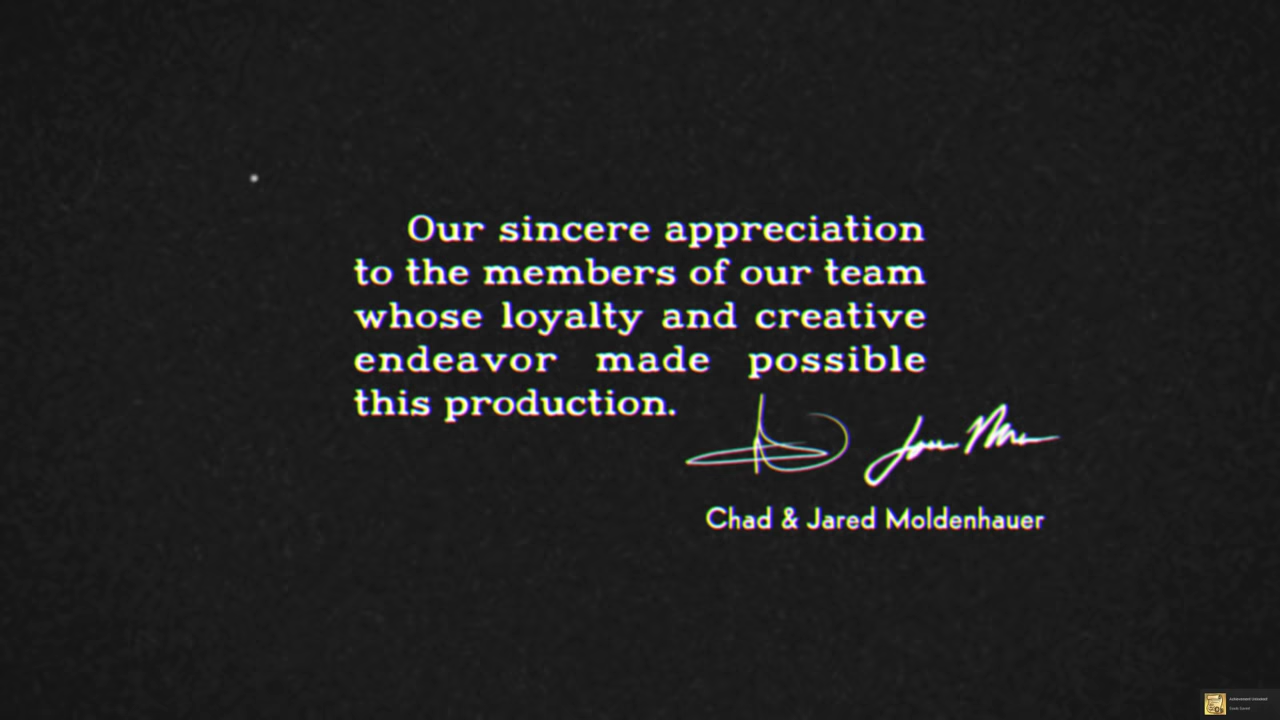 Our sincere appreciation
to the members of our team
whose loyalty and creative
endeavor made possible
this production.
Chad & Jared Moldenhauer